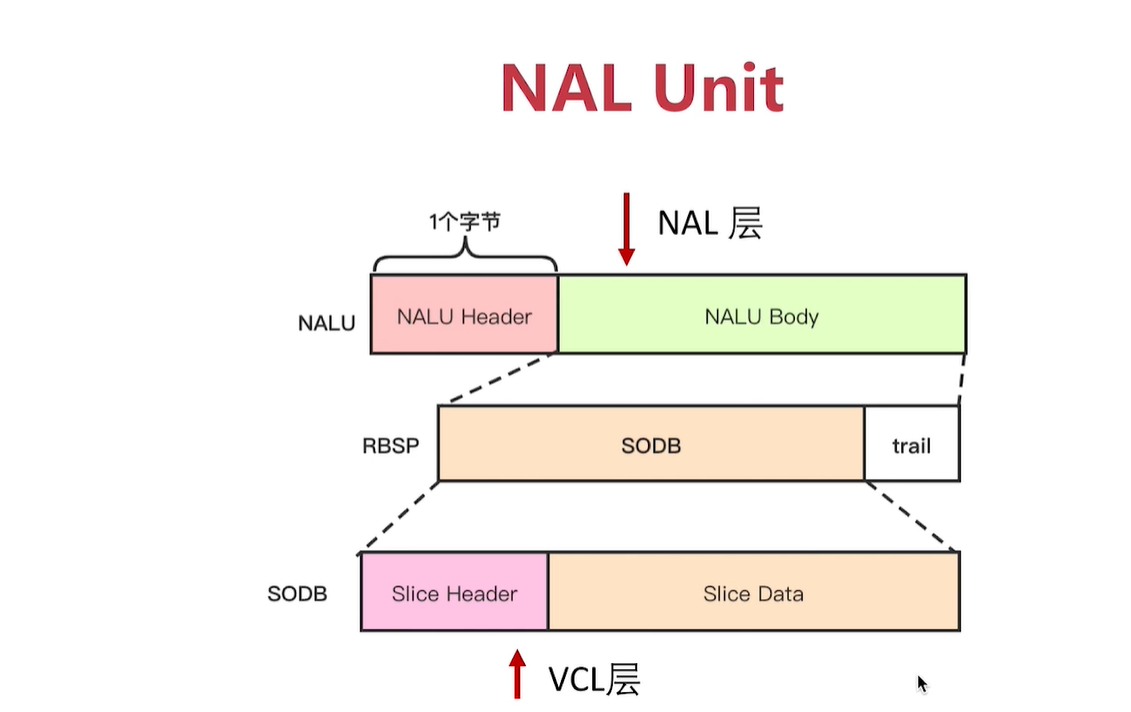 NAL Unit
1个字节
NAL 层
NALU
NALU Header
NALU Body
RBSP
SODB
trail
SODB
Slice Header
Slice Data
VCL层